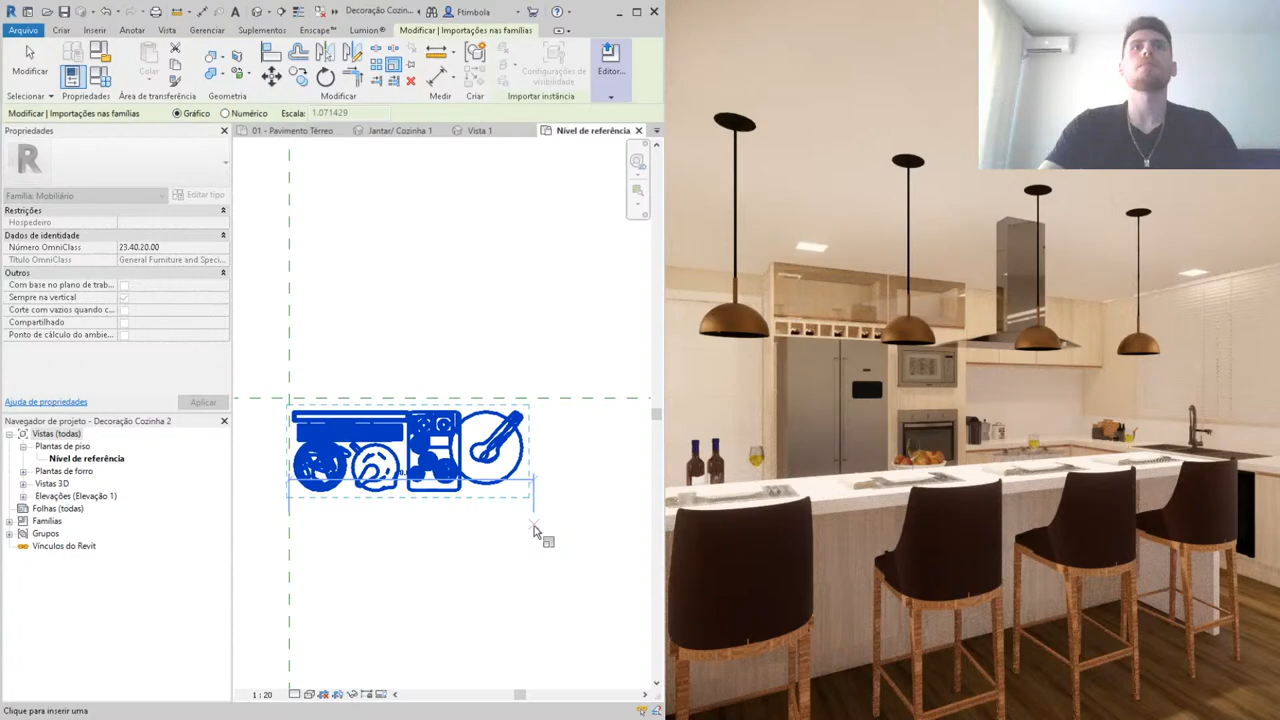 Decoração Cozin...
Ftimbola
Arquivo Criar Inserir Anotar Vista Gerenciar Suplementos Enscape™ Lumion® Modificar | Importações nas famílias
Modificar
Colar
Configurações de visibilidade
Editor...
Selecionar Propriedades Área de transferência Geometria Modificar Medir Criar Importar instância
Modificar | Importações nas famílias Gráfico Numérico Escala: 1.071429
Propriedades
01 - Pavimento Térreo Jantar/ Cozinha 1 Vista 1 Nível de referência
Família: Mobiliário Editar tipo
Restrições
Hospedeiro
Dados de identidade
Número OmniClass 23.40.20.00
Título OmniClass General Furniture and Speci...
Outros
Com base no plano de trab...
Sempre na vertical
Corte com vazios quando c...
Compartilhado
Ponto de cálculo do ambie...
Ajuda de propriedades Aplicar
Navegador de projeto - Decoração Cozinha 2
Vistas (todas)
Plantas de piso
Nível de referência
Plantas de forro
Vistas 3D
Elevações (Elevação 1)
Folhas (todas)
Famílias
Grupos
Vínculos do Revit
1 : 20
Clique para inserir uma